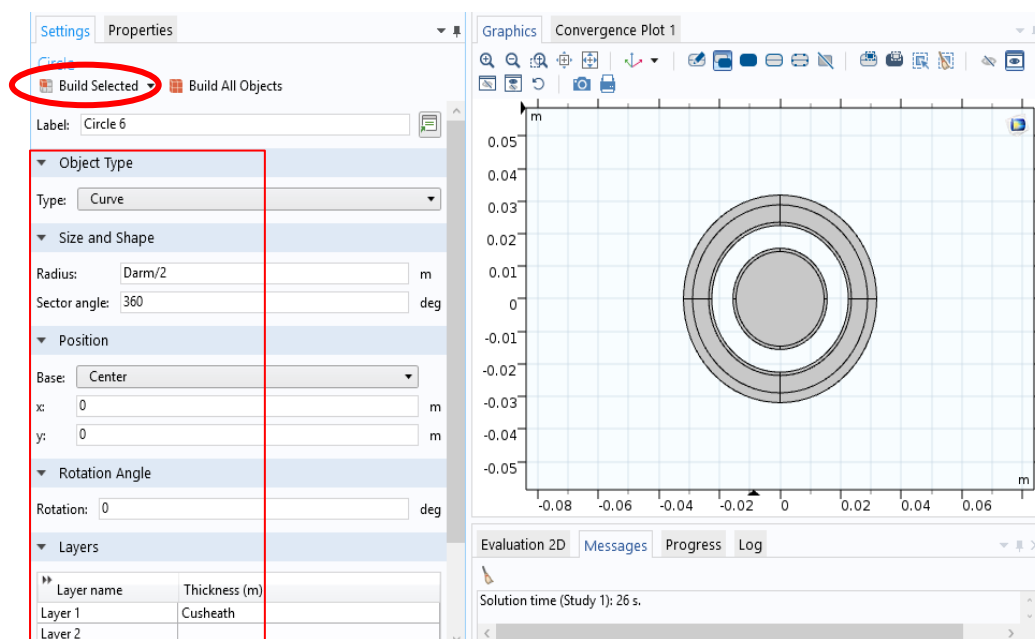 Settings Properties
Circle
Build Selected Build All Objects
Label: Circle 6
Object Type
Type: Curve
Size and Shape
Radius: Darm/2 m
Sector angle: 360 deg
Position
Base: Center
x: 0 m
y: 0 m
Rotation Angle
Rotation: 0 deg
Layers
Layer name Thickness (m)
Layer 1 Cusheath
Layer 2
Graphics Convergence Plot 1
m
0.05
0.04
0.03
0.02
0.01
0
-0.01
-0.02
-0.03
-0.04
-0.05
m
-0.08 -0.06 -0.04 -0.02 0 0.02 0.04 0.06
Evaluation 2D Messages Progress Log
Solution time (Study 1): 26 s.